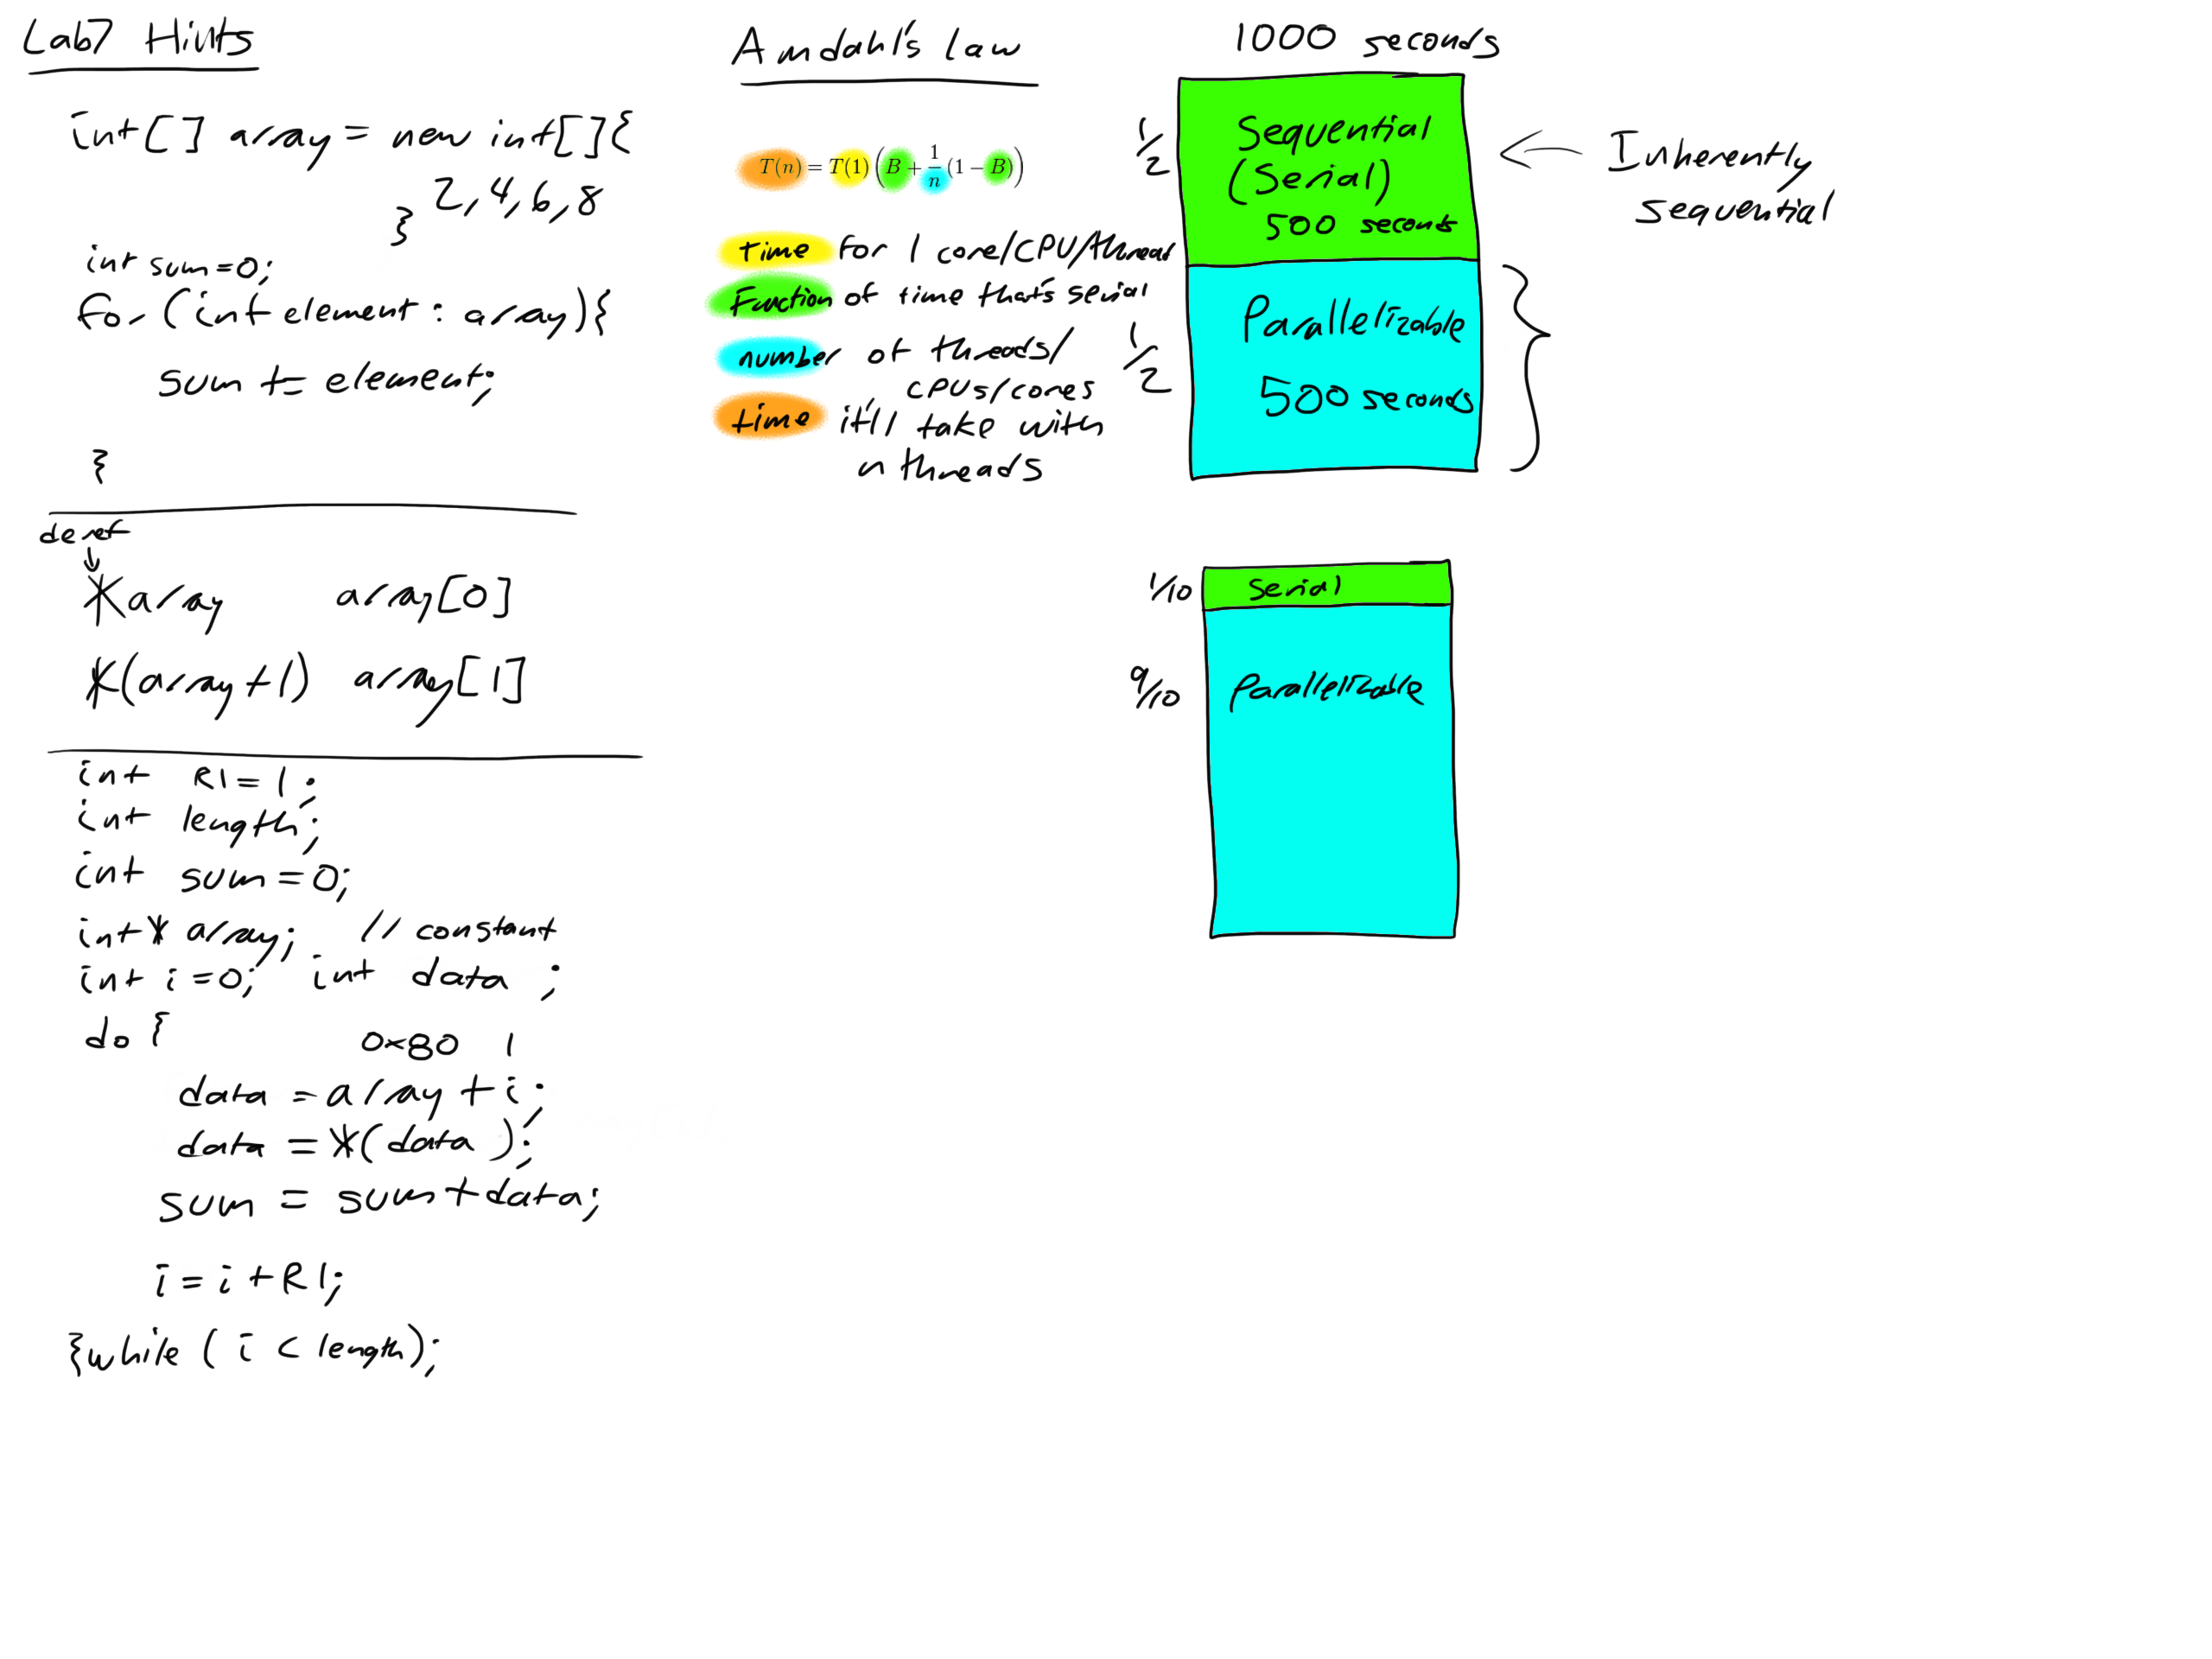 Lab7 Hints
int[] array = new int[]{
2, 4, 6, 8
}
int sum=0;
for (int element : array){
sum += element;
}
deref
*array array[0]
*(array+1) array[1]
int R1=1;
int length;
int sum=0;
int* array; // constant
int i=0; int data ;
do {
0x80 1
data = array + i;
data = *(data );
sum = sum+data;
i = i +R1;
}while ( i < length);
Amdahl's Law
T(n) = T(1) (B + 1/n (1 − B))
time for 1 core/CPU/thread
Fraction of time that's serial
number of threads/
CPUs/cores
time it'll take with
n threads
1000 seconds
1/2
Sequential
(Serial)
500 seconds
Inherently
sequential
1/2
Parallelizable
500 seconds
1/10 Serial
9/10 Parallelizable